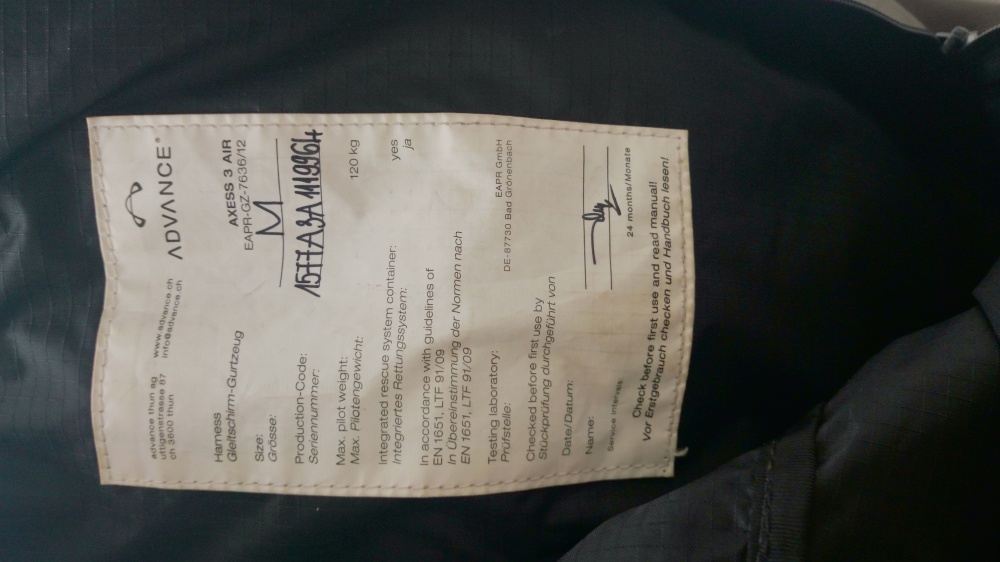 advance thun ag
uttigenstrasse 87
ch 3600 thun
www.advance.ch
info@advance.ch
ADVANCE®
Harness AXESS 3 AIR
Gleitschirm-Gurtzeug EAPR-GZ-7636/12
Size: M
Grösse:
Production-Code:
Seriennummer:
Max. pilot weight: 120 kg
Max. Pilotengewicht:
Integrated rescue system container: yes
Integriertes Rettungssystem: ja
In accordance with guidelines of
EN 1651, LTF 91/09
In Übereinstimmung der Normen nach
EN 1651, LTF 91/09
Testing laboratory: EAPR GmbH
Prüfstelle: DE-87730 Bad Grönenbach
Checked before first use by
Stückprüfung durchgeführt von
Date/Datum:
Name:
Service intervals 24 months/Monate
Check before first use and read manual!
Vor Erstgebrauch checken und Handbuch lesen!